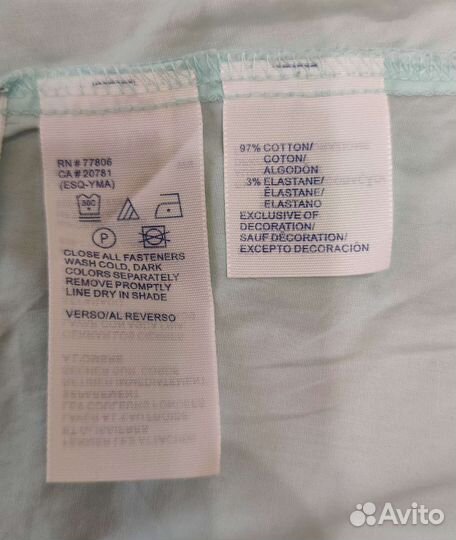 RN # 77806
CA # 20781
(ESQ-YMA)
30C
P
CLOSE ALL FASTENERS
WASH COLD, DARK
COLORS SEPARATELY
REMOVE PROMPTLY
LINE DRY IN SHADE
VERSO/AL REVERSO
97% COTTON/
COTON/
ALGODON
3% ELASTANE/
ÉLASTANE/
ELASTANO
EXCLUSIVE OF
DECORATION/
SAUF DÉCORATION/
EXCEPTO DECORACIÓN
Avito